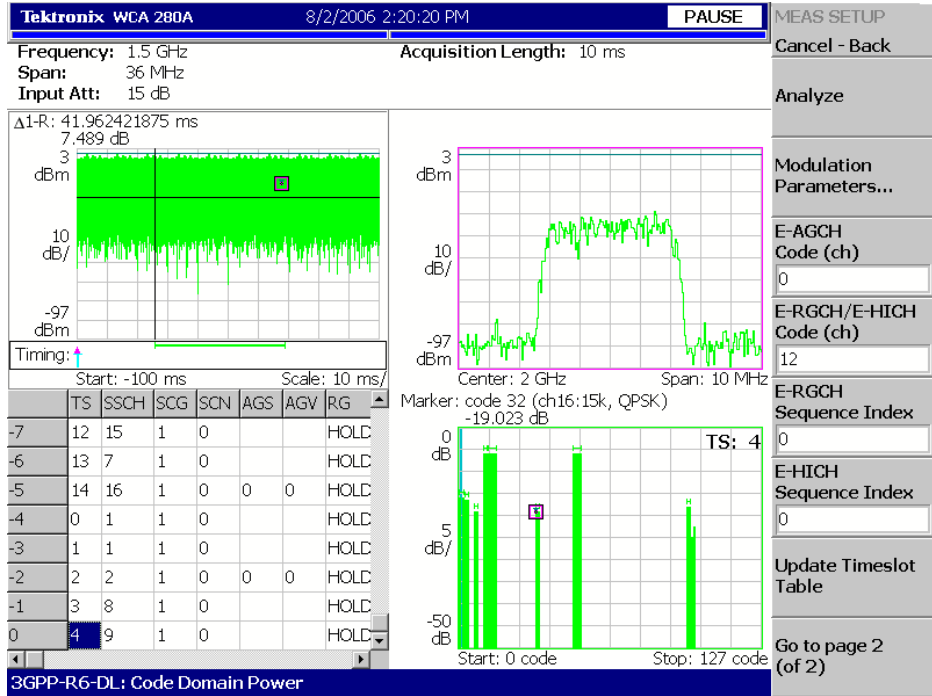 Tektronix WCA 280A 8/2/2006 2:20:20 PM PAUSE
Frequency: 1.5 GHz Acquisition Length: 10 ms
Span: 36 MHz
Input Att: 15 dB
Δ1-R: 41.962421875 ms
7.489 dB
3
dBm
10
dB/
-97
dBm
Timing:
Start: -100 ms Scale: 10 ms/
3
dBm
10
dB/
-97
dBm
Center: 2 GHz Span: 10 MHz
TS SSCH SCG SCN AGS AGV RG
-7 12 15 1 0 HOLD
-6 13 7 1 0 HOLD
-5 14 16 1 0 0 0 HOLD
-4 0 1 1 0 HOLD
-3 1 1 1 0 HOLD
-2 2 2 1 0 0 0 HOLD
-1 3 8 1 0 HOLD
0 4 9 1 0 HOLD
Marker: code 32 (ch16:15k, QPSK)
-19.023 dB
0
dB
TS: 4
5
dB/
-50
dB
Start: 0 code Stop: 127 code
3GPP-R6-DL: Code Domain Power
MEAS SETUP
Cancel - Back
Analyze
Modulation
Parameters...
E-AGCH
Code (ch)
0
E-RGCH/E-HICH
Code (ch)
12
E-RGCH
Sequence Index
0
E-HICH
Sequence Index
0
Update Timeslot
Table
Go to page 2
(of 2)